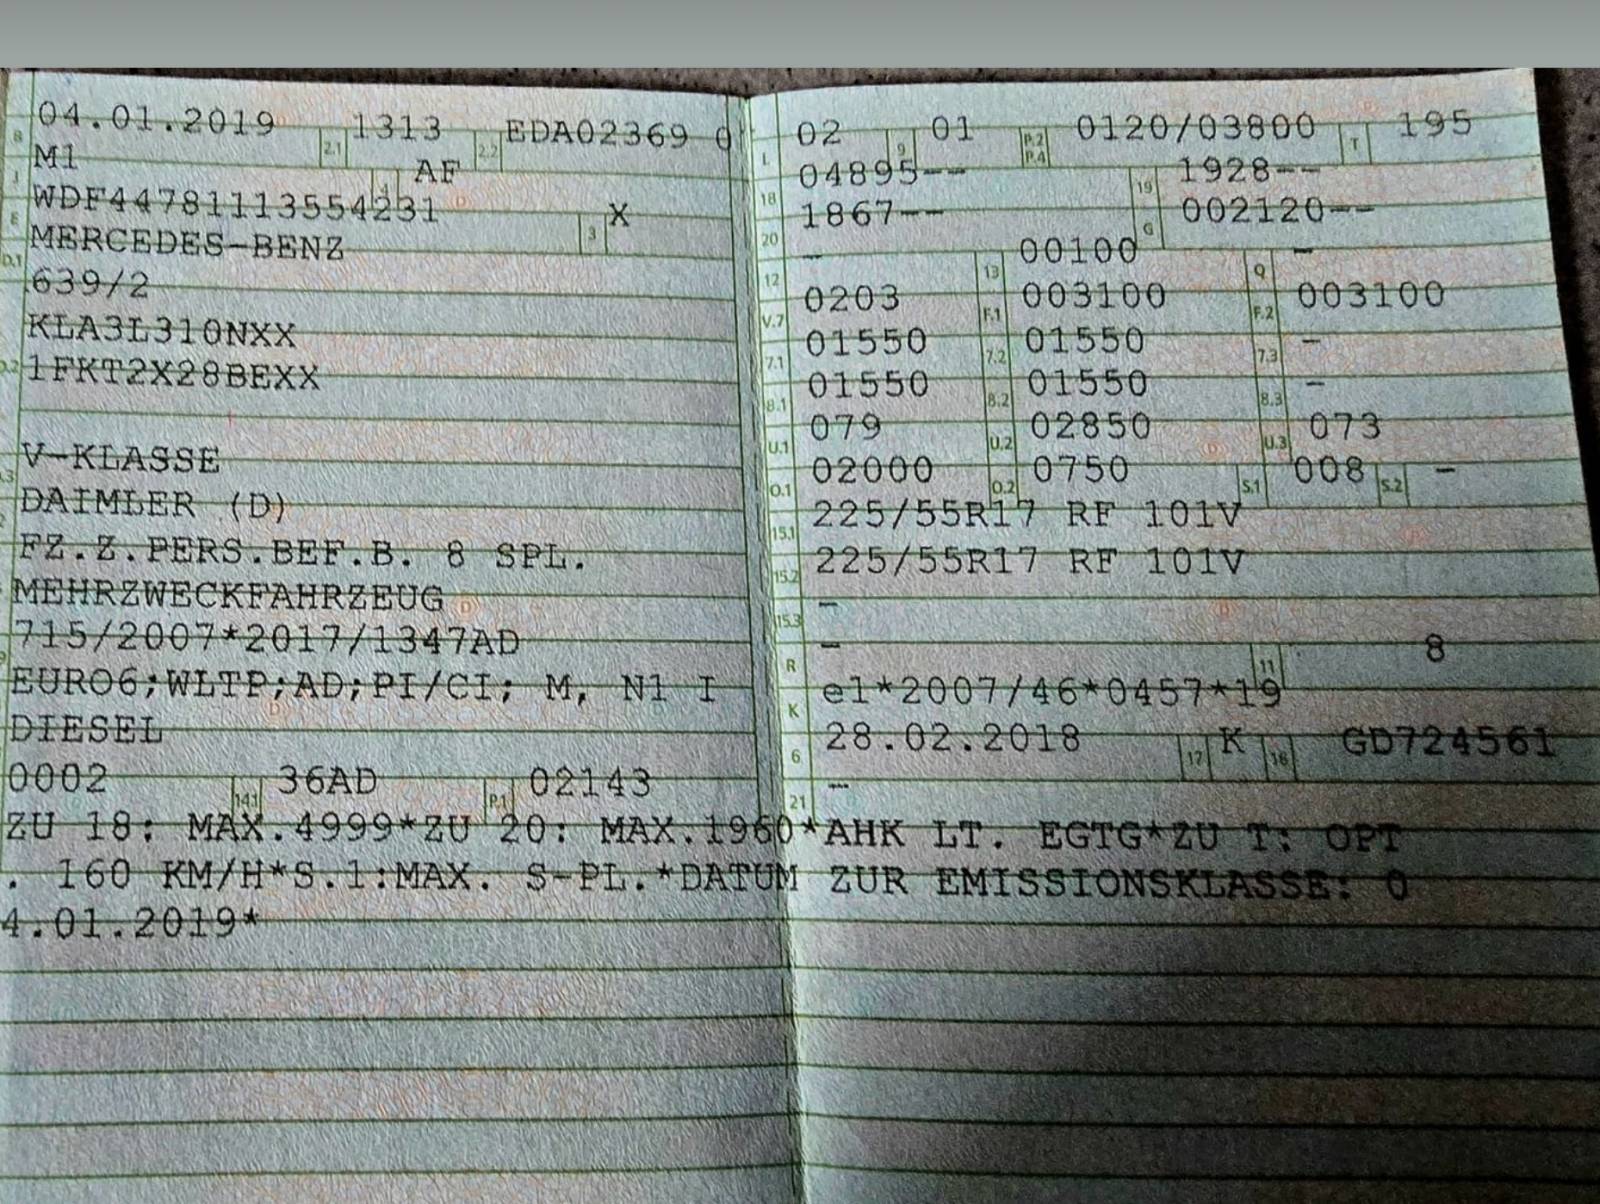 B 04.01.2019 2.1 1313 2.2 EDA02369 0
J M1 4 AF
E WDF44781113554231 3 X
D.1 MERCEDES-BENZ
639/2
KLA3L310NXX
D.2 1FKT2X28BEXX
V-KLASSE
DAIMLER (D)
FZ.Z.PERS.BEF.B. 8 SPL.
MEHRZWECKFAHRZEUG
715/2007*2017/1347AD
EURO6;WLTP;AD;PI/CI; M, N1 I
DIESEL
0002 14.1 36AD P.1 02143
L 02 9 01 P.2 P.4 0120/03800 T 195
18 04895-- 19 1928--
20 1867-- G 002120--
12 - 13 00100 Q -
V.7 0203 F.1 003100 F.2 003100
7.1 01550 7.2 01550 7.3 -
8.1 01550 8.2 01550 8.3 -
U.1 079 U.2 02850 U.3 073
O.1 02000 O.2 0750 S.1 008 S.2 -
15.1 225/55R17 RF 101V
15.2 225/55R17 RF 101V
15.3 -
R - 11 8
K e1*2007/46*0457*19
6 28.02.2018 17 K 16 GD724561
21 -
ZU 18: MAX.4999*ZU 20: MAX.1960*AHK LT. EGTG*ZU T: OPT
. 160 KM/H*S.1:MAX. S-PL.*DATUM ZUR EMISSIONSKLASSE: 0
4.01.2019*